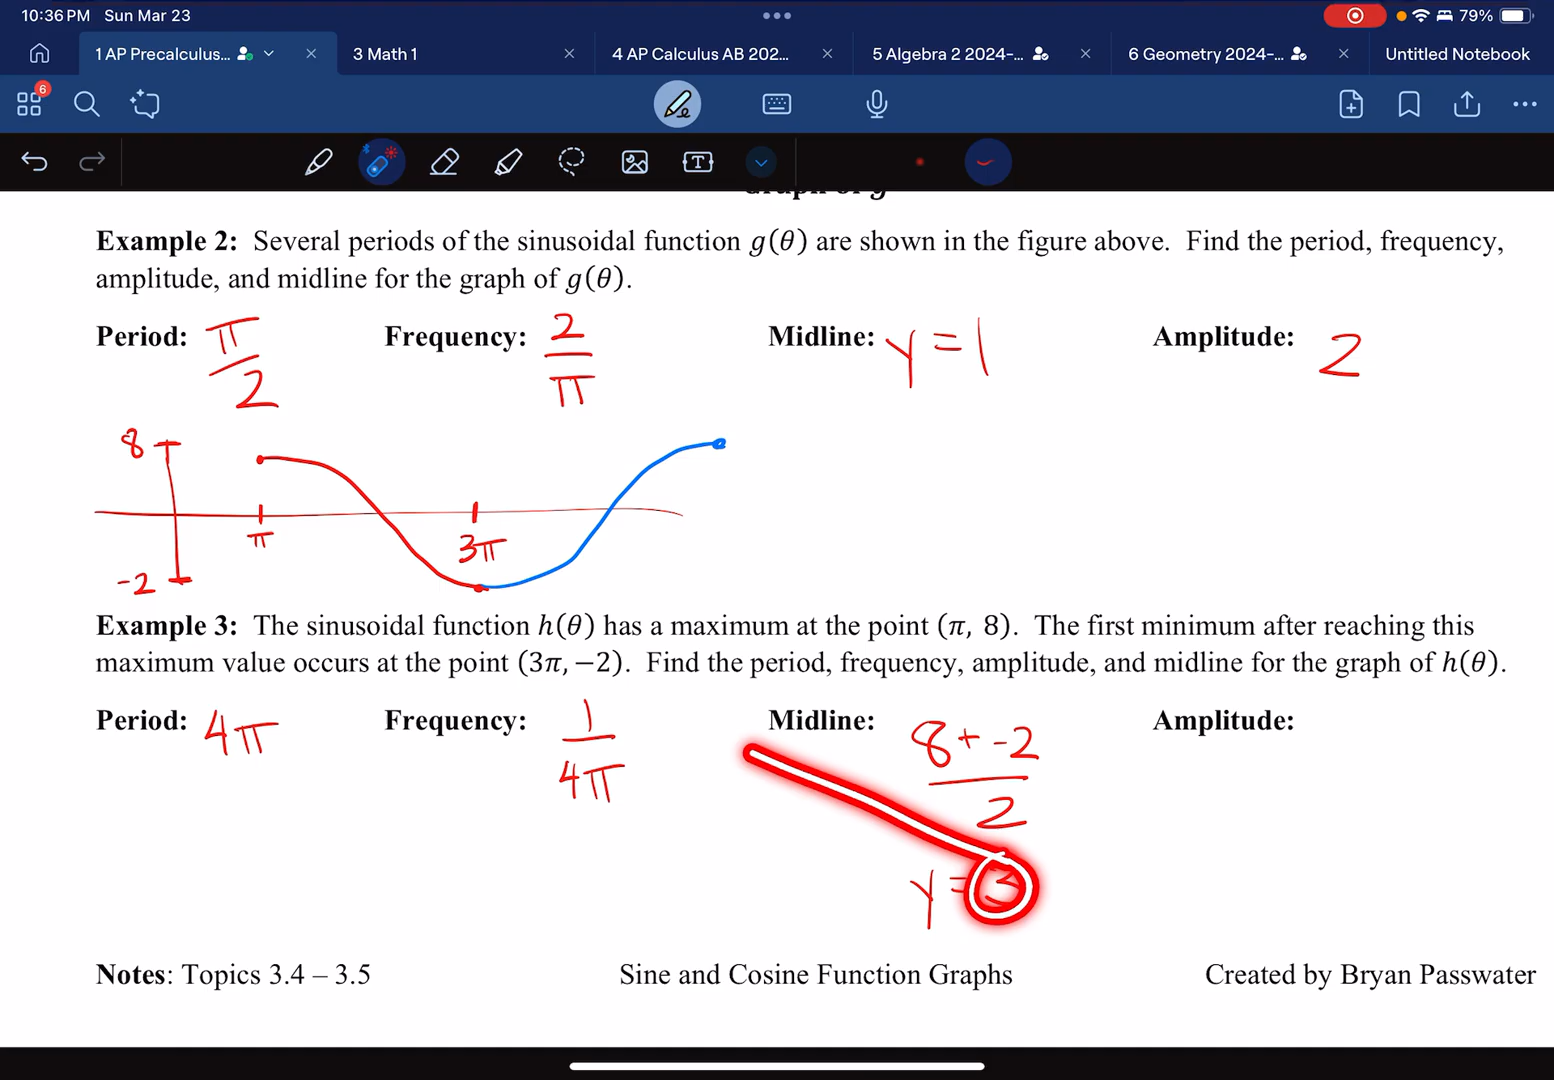 10:36 PM Sun Mar 23 79%
1 AP Precalculus... 3 Math 1 4 AP Calculus AB 202... 5 Algebra 2 2024-... 6 Geometry 2024-... Untitled Notebook
6
T
Graph of g
Example 2: Several periods of the sinusoidal function g(θ) are shown in the figure above. Find the period, frequency,
amplitude, and midline for the graph of g(θ).
Period: π/2 Frequency: 2/π Midline: y = 1 Amplitude: 2
8
π
3π
-2
Example 3: The sinusoidal function h(θ) has a maximum at the point (π, 8). The first minimum after reaching this
maximum value occurs at the point (3π, −2). Find the period, frequency, amplitude, and midline for the graph of h(θ).
Period: 4π Frequency: 1/4π Midline: 8 + -2/2 Amplitude:
y = 3
Notes: Topics 3.4 – 3.5 Sine and Cosine Function Graphs Created by Bryan Passwater